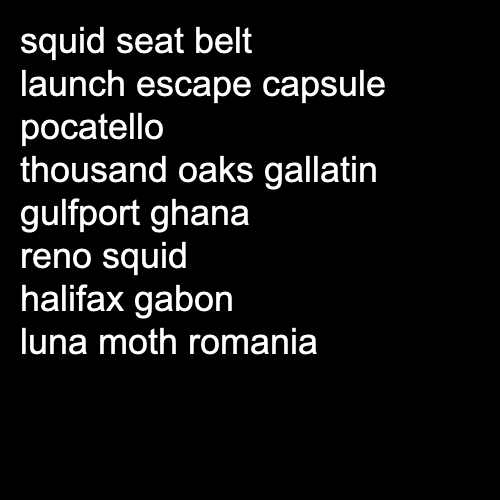 squid seat belt
launch escape capsule
pocatello
thousand oaks gallatin
gulfport ghana
reno squid
halifax gabon
luna moth romania